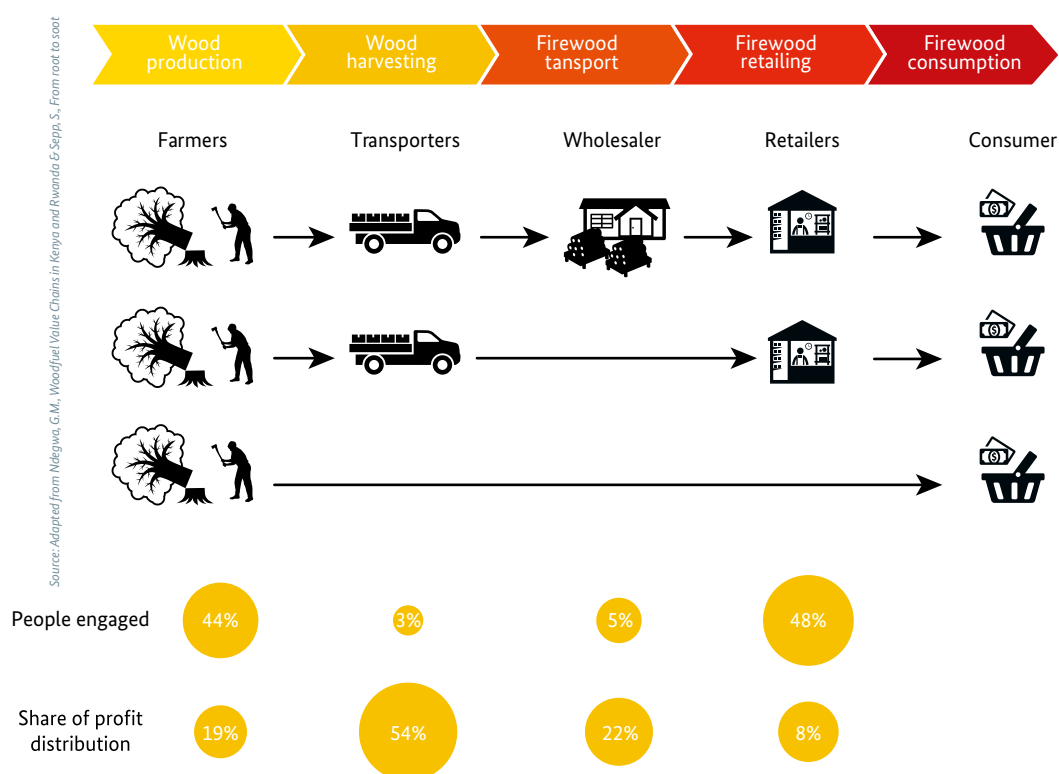 Source: Adapted from Ndegwa, G.M., Woodfuel Value Chains in Kenya and Rwanda & Sepp, S., From root to soot
Wood
production
Wood
harvesting
Firewood
tansport
Firewood
retailing
Firewood
consumption
Farmers
Transporters
Wholesaler
Retailers
Consumer
People engaged
44%
3%
5%
48%
Share of profit
distribution
19%
54%
22%
8%